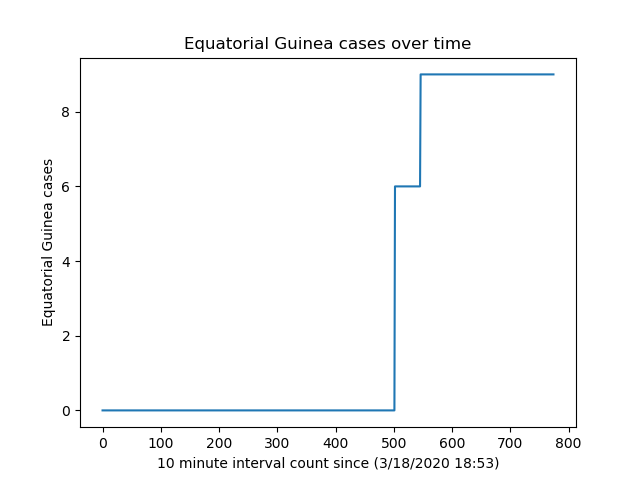 Equatorial Guinea cases over time
Equatorial Guinea cases
8
6
4
2
0
0 100 200 300 400 500 600 700 800
10 minute interval count since (3/18/2020 18:53)